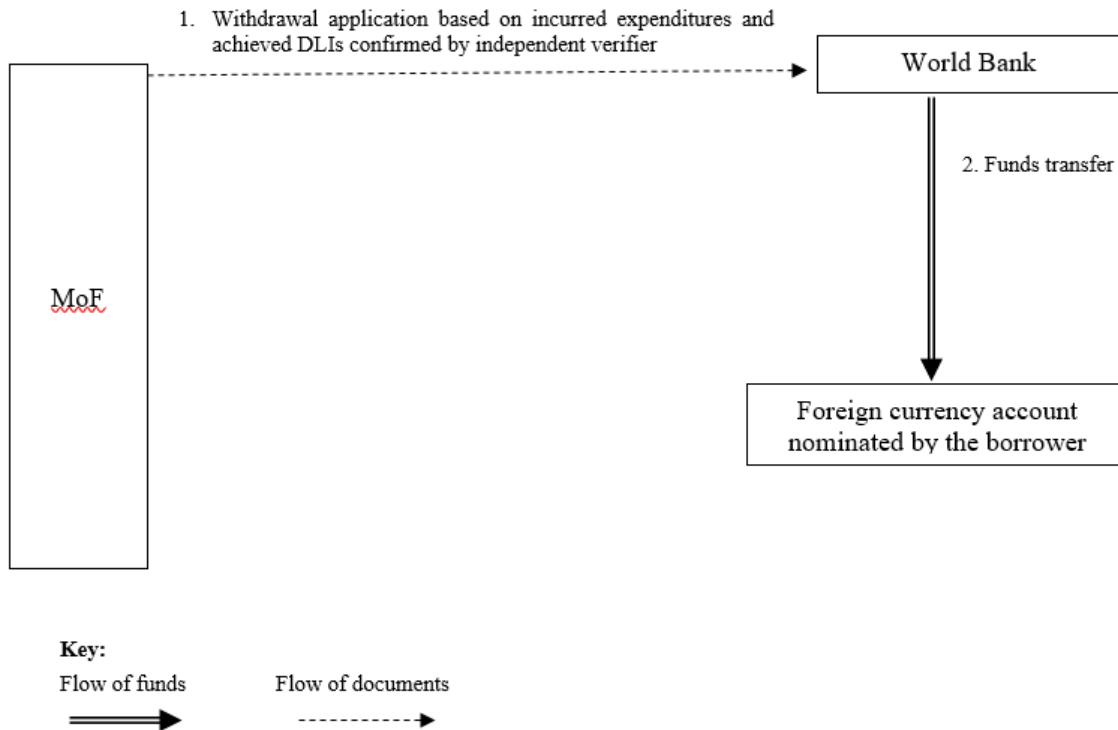 1. Withdrawal application based on incurred expenditures and
achieved DLIs confirmed by independent verifier
World Bank
2. Funds transfer
MoF
Foreign currency account
nominated by the borrower
Key:
Flow of funds
Flow of documents